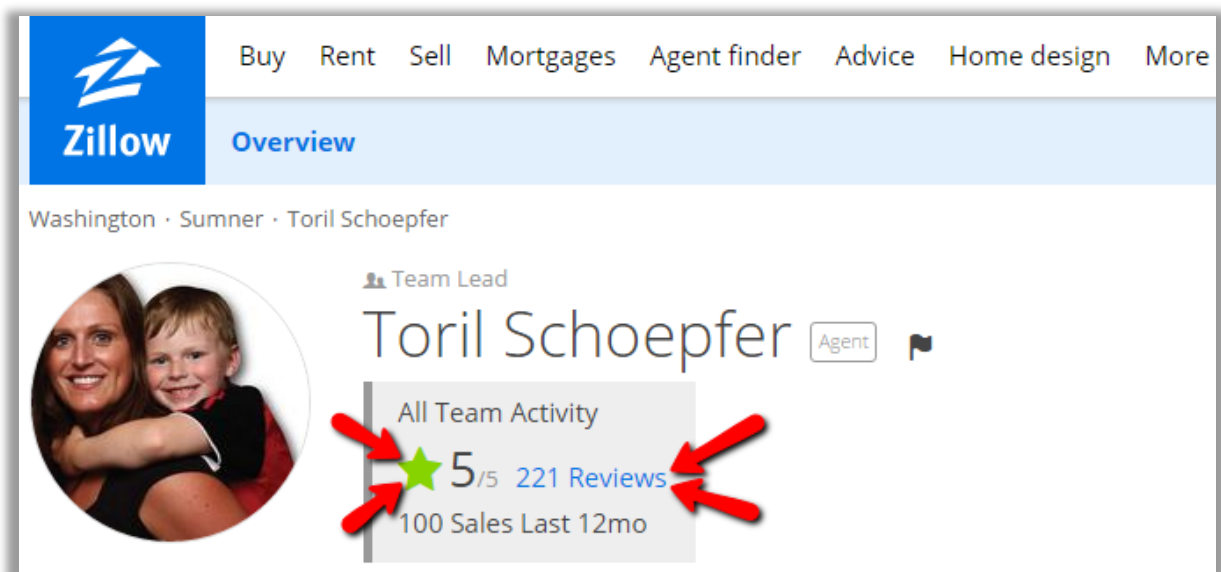 Buy Rent Sell Mortgages Agent finder Advice Home design More
Zillow
Overview
Washington · Sumner · Toril Schoepfer
Team Lead
Toril Schoepfer Agent
All Team Activity
5/5 221 Reviews
100 Sales Last 12mo